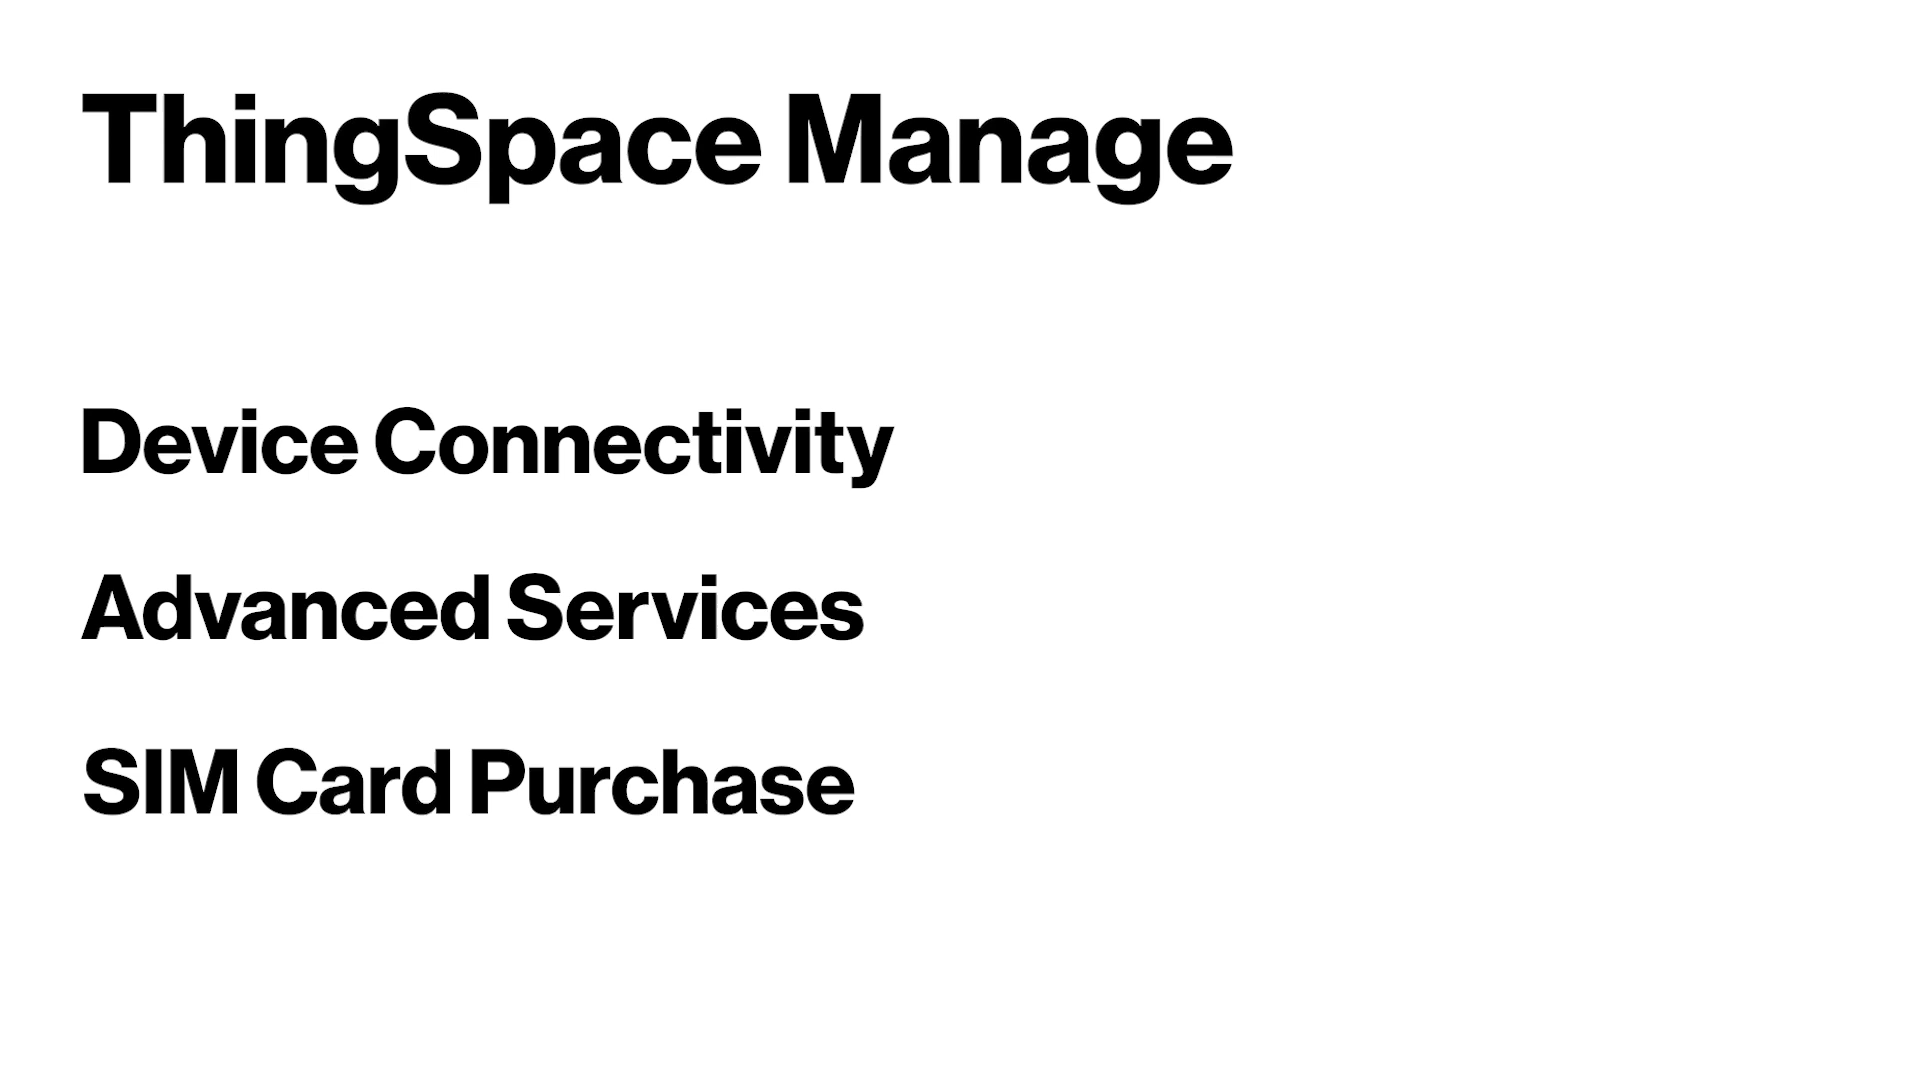 ThingSpace Manage
Device Connectivity
Advanced Services
SIM Card Purchase